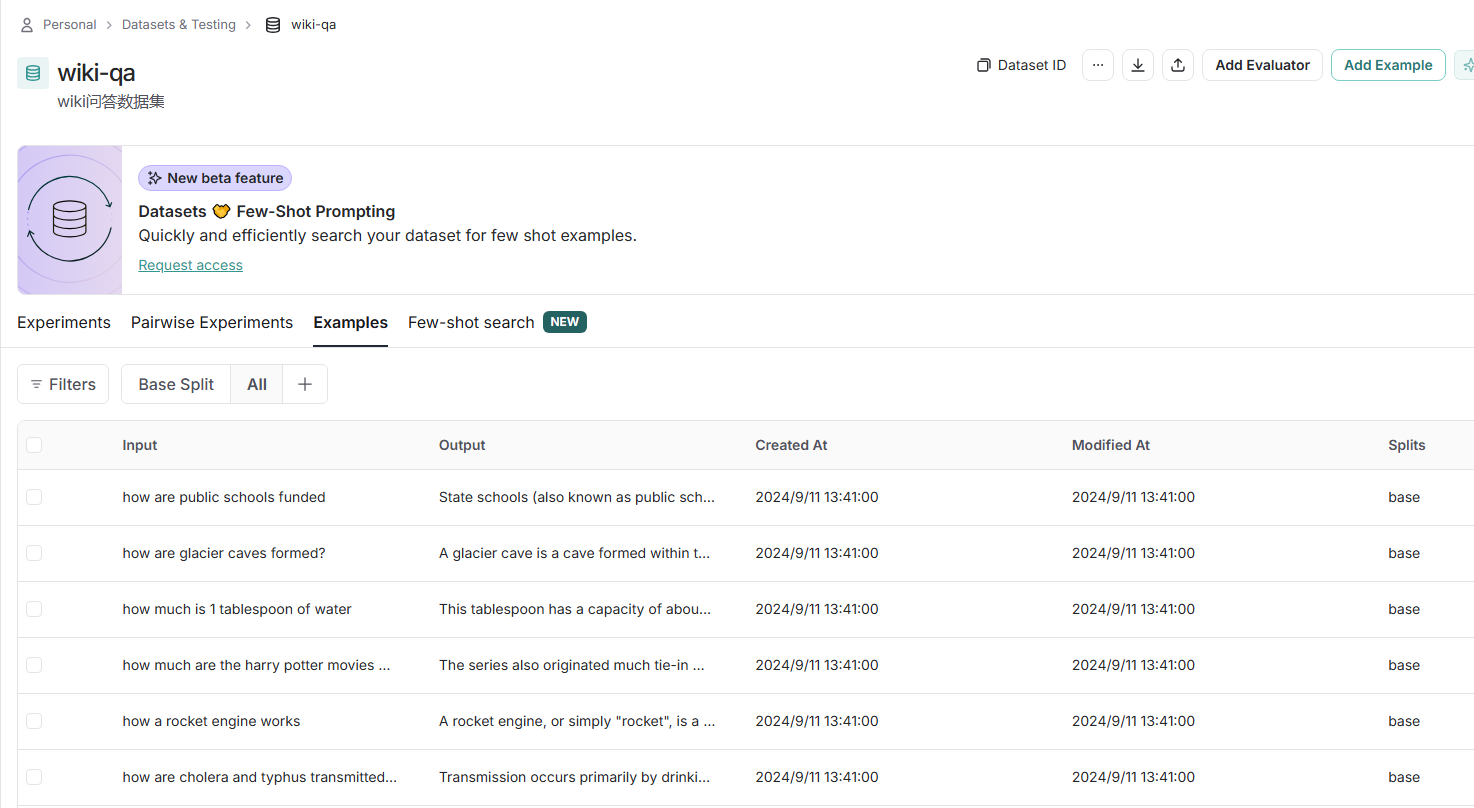 Personal > Datasets & Testing > wiki-qa
wiki-qa
wiki问答数据集
Dataset ID ... Add Evaluator Add Example
New beta feature
Datasets 🤝 Few-Shot Prompting
Quickly and efficiently search your dataset for few shot examples.
Request access
Experiments Pairwise Experiments Examples Few-shot search NEW
Filters Base Split All +
Input Output Created At Modified At Splits
how are public schools funded State schools (also known as public sch... 2024/9/11 13:41:00 2024/9/11 13:41:00 base
how are glacier caves formed? A glacier cave is a cave formed within t... 2024/9/11 13:41:00 2024/9/11 13:41:00 base
how much is 1 tablespoon of water This tablespoon has a capacity of abou... 2024/9/11 13:41:00 2024/9/11 13:41:00 base
how much are the harry potter movies ... The series also originated much tie-in ... 2024/9/11 13:41:00 2024/9/11 13:41:00 base
how a rocket engine works A rocket engine, or simply "rocket", is a ... 2024/9/11 13:41:00 2024/9/11 13:41:00 base
how are cholera and typhus transmitted... Transmission occurs primarily by drinki... 2024/9/11 13:41:00 2024/9/11 13:41:00 base